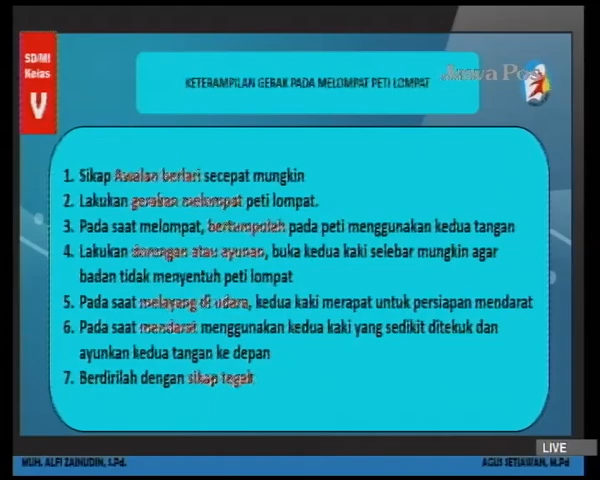 SD/MI
Kelas
V
KETERAMPILAN GERAK PADA MELOMPAT PETI LOMPAT
Jawa Pos
1. Sikap Awalan berlari secepat mungkin
2. Lakukan gerakan melompat peti lompat.
3. Pada saat melompat, bertumpulah pada peti menggunakan kedua tangan
4. Lakukan dorongan atau ayunan, buka kedua kaki selebar mungkin agar
badan tidak menyentuh peti lompat
5. Pada saat melayang di udara, kedua kaki merapat untuk persiapan mendarat
6. Pada saat mendarat menggunakan kedua kaki yang sedikit ditekuk dan
ayunkan kedua tangan ke depan
7. Berdirilah dengan sikap tegak
LIVE
MUH. ALFI ZAINUDIN, S.Pd.
AGUS SETIAWAN, M.Pd